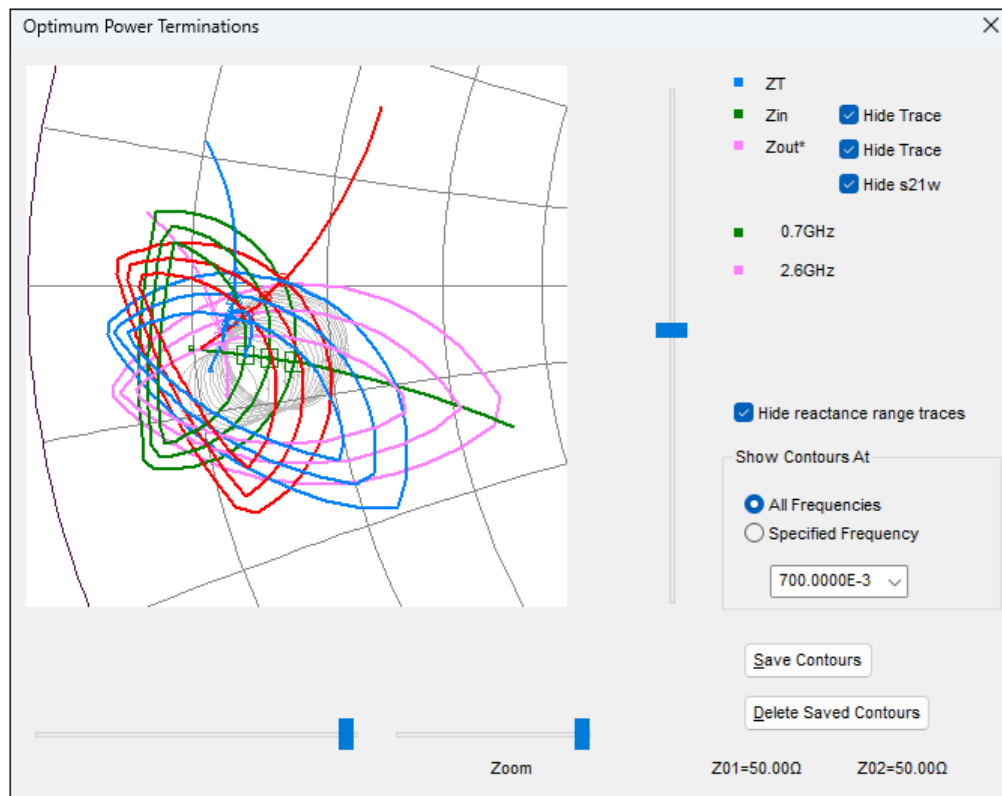 Optimum Power Terminations
ZT
Zin
Hide Trace
Zout*
Hide Trace
Hide s21w
0.7GHz
2.6GHz
Hide reactance range traces
Show Contours At
All Frequencies
Specified Frequency
700.0000E-3
Save Contours
Delete Saved Contours
Zoom
Z01=50.00Ω
Z02=50.00Ω